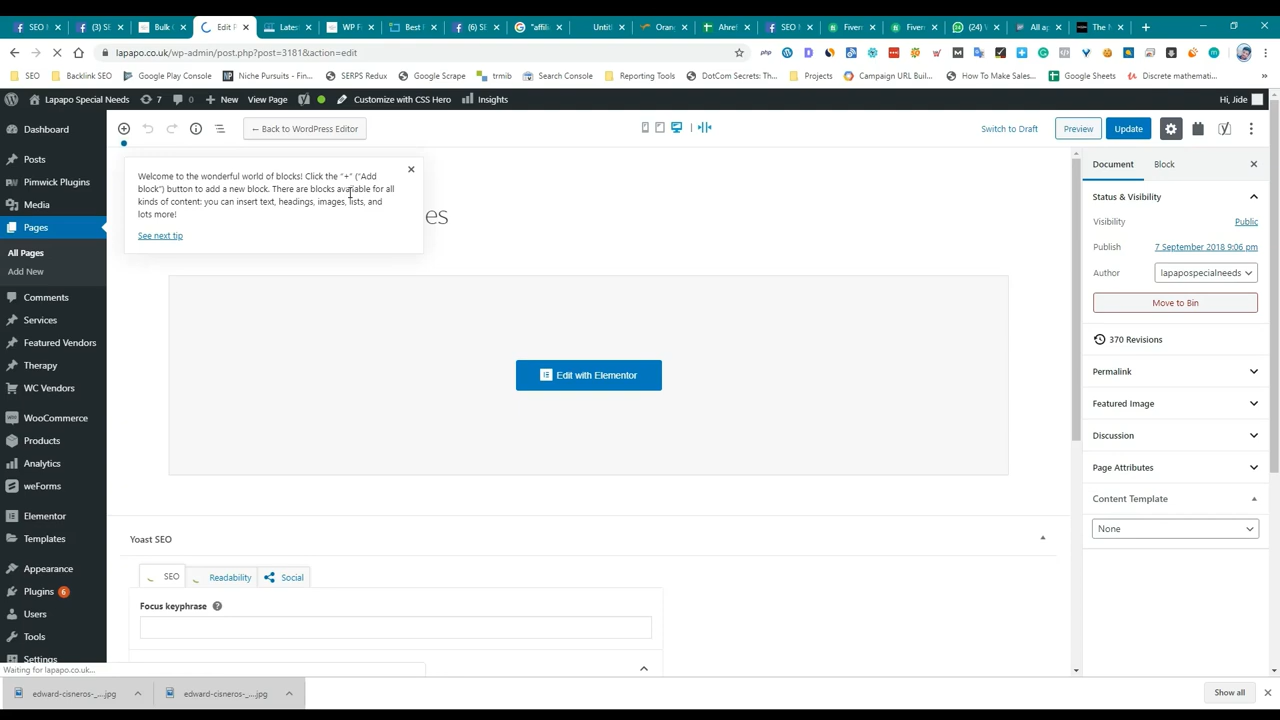 SEO M
(3) SE
Bulk C
Edit F
Latest
WP F
Best F
(6) SE
"affili
Untitl
Orang
Ahref
SEO M
Fiverr
Fiverr
(24) V
All ap
The M
lapapo.co.uk/wp-admin/post.php?post=3181&action=edit
SEO
Backlink SEO
Google Play Console
Niche Pursuits - Fin...
SERPS Redux
Google Scrape
trmib
Search Console
Reporting Tools
DotCom Secrets: Th...
Projects
Campaign URL Buil...
How To Make Sales...
Google Sheets
Discrete mathemati...
Lapapo Special Needs
7
0
New
View Page
Customize with CSS Hero
Insights
Hi, Jide
Dashboard
Posts
Pimwick Plugins
Media
Pages
All Pages
Add New
Comments
Services
Featured Vendors
Therapy
WC Vendors
WooCommerce
Products
Analytics
weForms
Elementor
Templates
Appearance
Plugins 6
Users
Tools
Settings
← Back to WordPress Editor
Switch to Draft
Preview
Update
Welcome to the wonderful world of blocks! Click the "+" ("Add
block") button to add a new block. There are blocks available for all
kinds of content: you can insert text, headings, images, lists, and
lots more!
See next tip
es
Edit with Elementor
Yoast SEO
SEO
Readability
Social
Focus keyphrase
Document
Block
Status & Visibility
Visibility
Public
Publish
7 September 2018 9:06 pm
Author
lapapospecialneeds
Move to Bin
370 Revisions
Permalink
Featured Image
Discussion
Page Attributes
Content Template
None
Waiting for lapapo.co.uk...
edward-cisneros-_....jpg
edward-cisneros-_....jpg
Show all